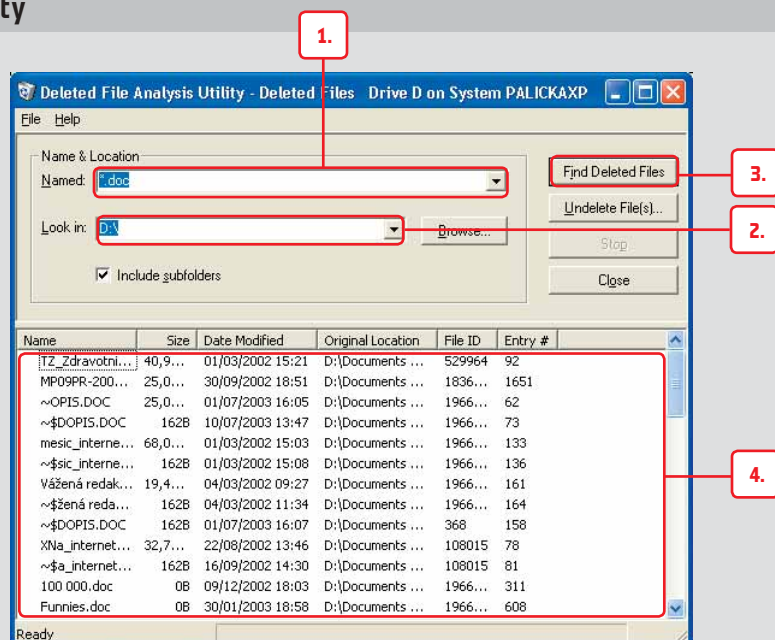 ty
1.
Deleted File Analysis Utility - Deleted Files Drive D on System PALICKAXP
File Help
Name & Location
Named: *.doc
Find Deleted Files
3.
Undelete File(s)...
Look in: D:\
Browse...
2.
Stop
Include subfolders
Close
Name Size Date Modified Original Location File ID Entry #
TZ_Zdravotni... 40,9... 01/03/2002 15:21 D:\Documents ... 529964 92
MP09PR-200... 25,0... 30/09/2002 18:51 D:\Documents ... 1836... 1651
~OPIS.DOC 25,0... 01/07/2003 16:05 D:\Documents ... 1966... 62
~$DOPIS.DOC 162B 10/07/2003 13:47 D:\Documents ... 1966... 73
mesic_interne... 68,0... 01/03/2002 15:03 D:\Documents ... 1966... 133
~$sic_interne... 162B 01/03/2002 15:08 D:\Documents ... 1966... 136
Vážená redak... 19,4... 04/03/2002 09:27 D:\Documents ... 1966... 161
~$žená reda... 162B 04/03/2002 11:34 D:\Documents ... 1966... 164
~$DOPIS.DOC 162B 01/07/2003 16:07 D:\Documents ... 368 158
XNa_internet... 32,7... 22/08/2002 13:46 D:\Documents ... 108015 78
~$a_internet... 162B 16/09/2002 14:30 D:\Documents ... 108015 81
100 000.doc 0B 09/12/2002 18:03 D:\Documents ... 1966... 311
Funnies.doc 0B 30/01/2003 18:58 D:\Documents ... 1966... 608
4.
Ready